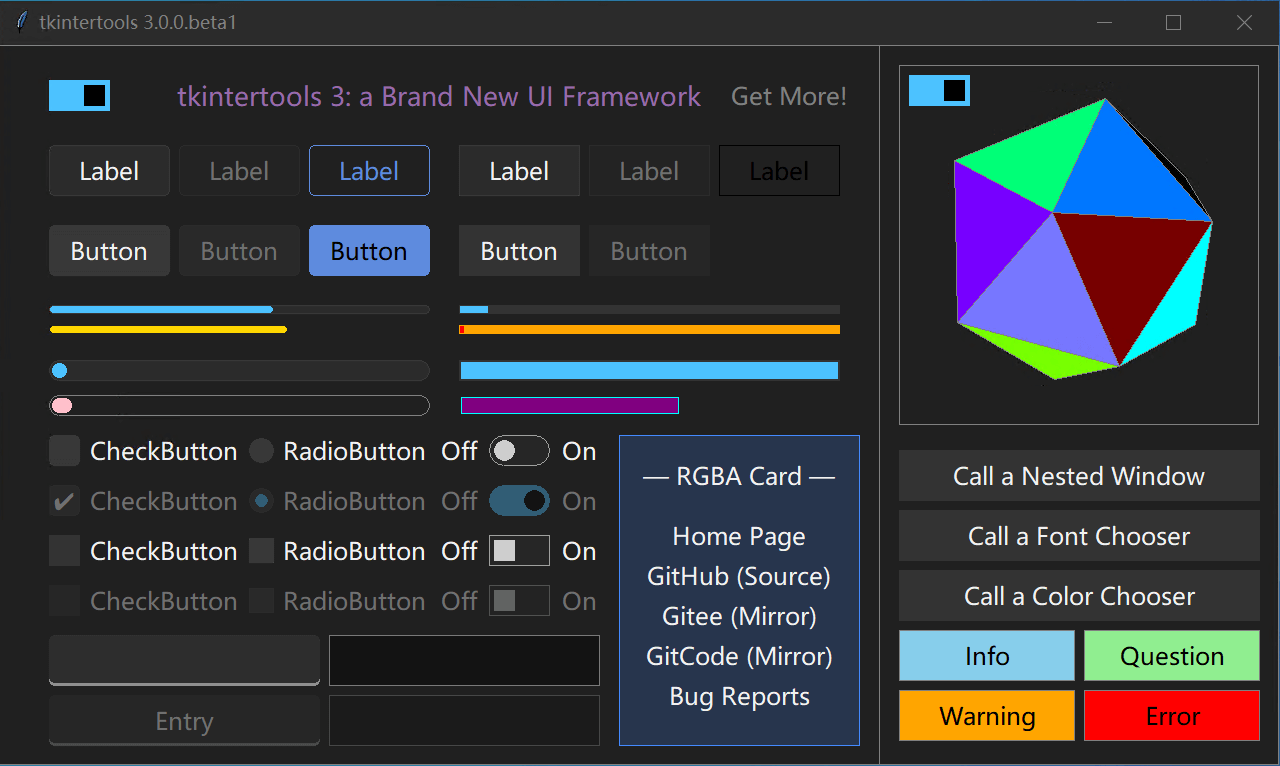 tkintertools 3.0.0.beta1
tkintertools 3: a Brand New UI Framework
Get More!
Label Label Label Label Label Label
Button Button Button Button Button
CheckButton RadioButton Off On
CheckButton RadioButton Off On
CheckButton RadioButton Off On
CheckButton RadioButton Off On
Entry
— RGBA Card —
Home Page
GitHub (Source)
Gitee (Mirror)
GitCode (Mirror)
Bug Reports
Call a Nested Window
Call a Font Chooser
Call a Color Chooser
Info Question
Warning Error